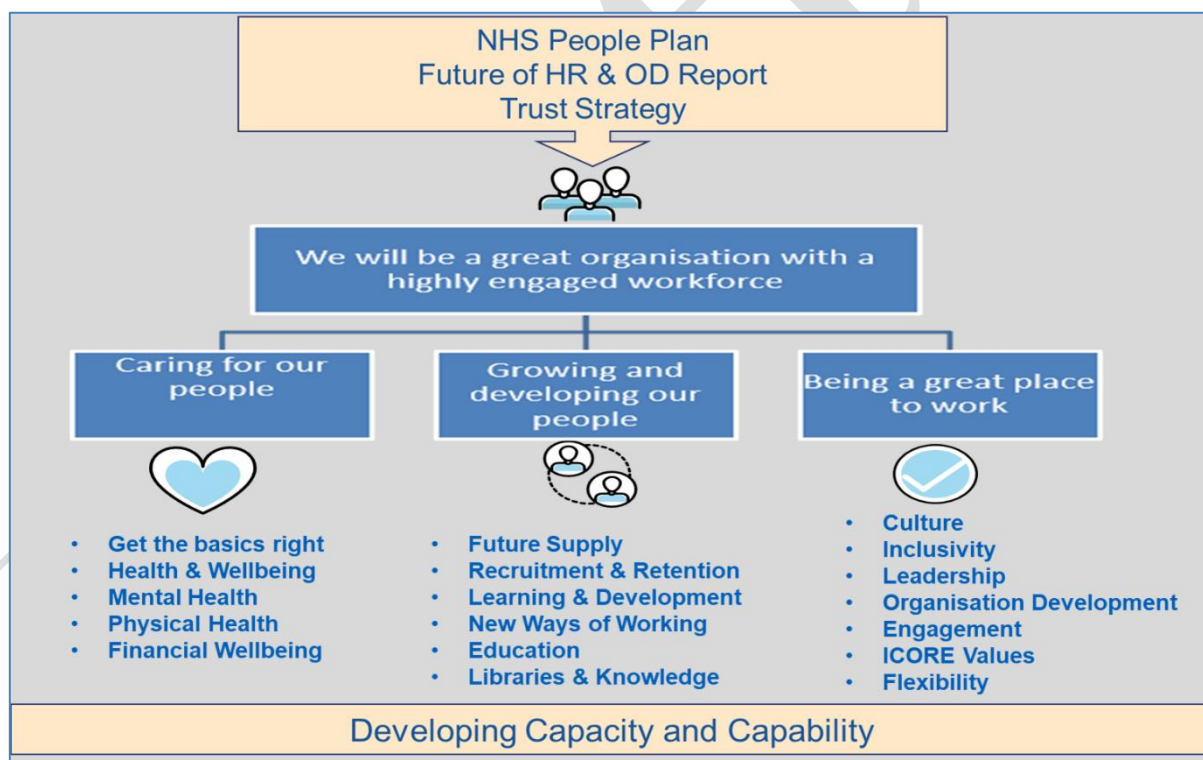 NHS People Plan
Future of HR & OD Report
Trust Strategy
We will be a great organisation with a
highly engaged workforce
Caring for our
people
Growing and
developing our
people
Being a great place
to work
• Get the basics right
• Health & Wellbeing
• Mental Health
• Physical Health
• Financial Wellbeing
• Future Supply
• Recruitment & Retention
• Learning & Development
• New Ways of Working
• Education
• Libraries & Knowledge
• Culture
• Inclusivity
• Leadership
• Organisation Development
• Engagement
• ICORE Values
• Flexibility
Developing Capacity and Capability